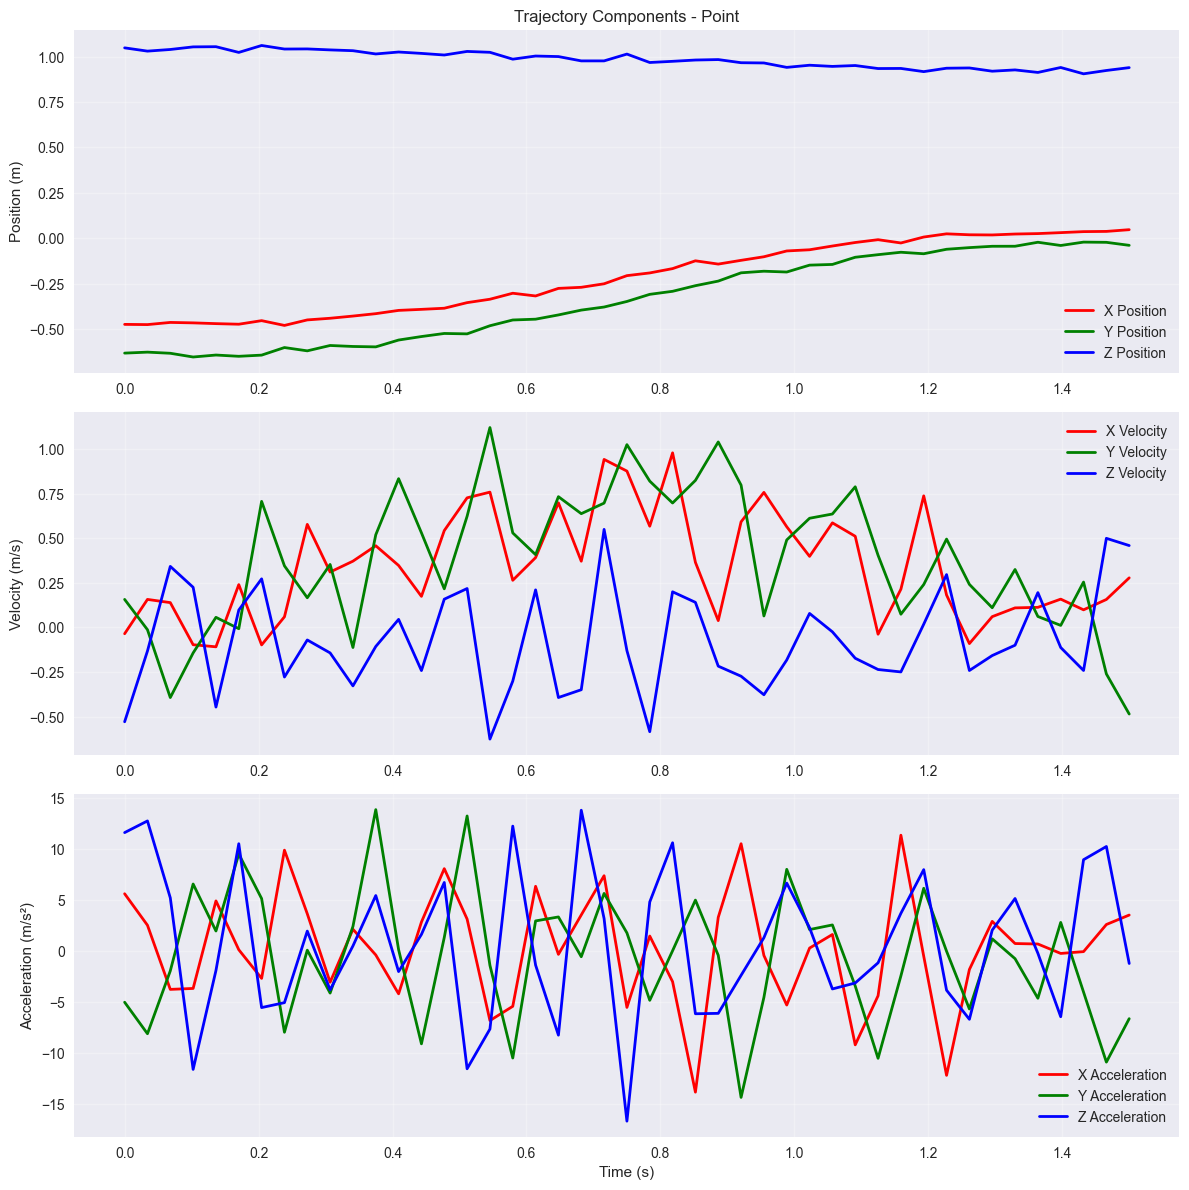 Trajectory Components - Point
Position (m)
1.00
0.75
0.50
0.25
0.00
−0.25
−0.50
X Position
Y Position
Z Position
0.0 0.2 0.4 0.6 0.8 1.0 1.2 1.4
Velocity (m/s)
1.00
0.75
0.50
0.25
0.00
−0.25
−0.50
X Velocity
Y Velocity
Z Velocity
0.0 0.2 0.4 0.6 0.8 1.0 1.2 1.4
Acceleration (m/s²)
15
10
5
0
−5
−10
−15
X Acceleration
Y Acceleration
Z Acceleration
0.0 0.2 0.4 0.6 0.8 1.0 1.2 1.4
Time (s)